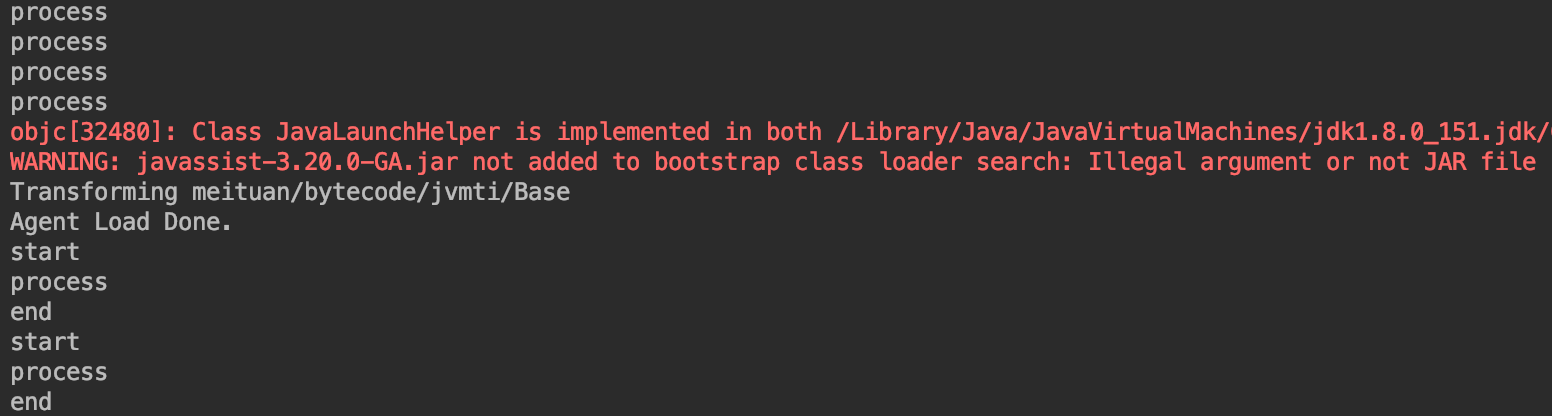 process
process
process
process
objc[32480]: Class JavaLaunchHelper is implemented in both /Library/Java/JavaVirtualMachines/jdk1.8.0_151.jdk/
WARNING: javassist-3.20.0-GA.jar not added to bootstrap class loader search: Illegal argument or not JAR file
Transforming meituan/bytecode/jvmti/Base
Agent Load Done.
start
process
end
start
process
end